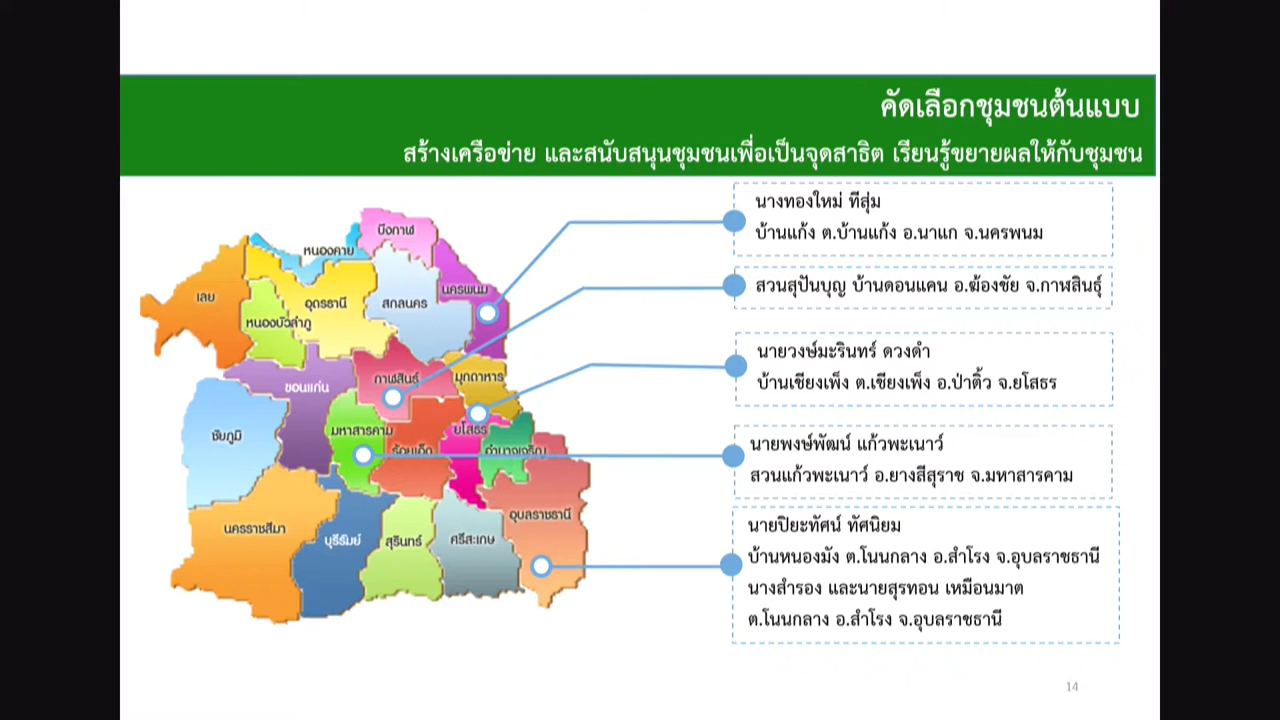 คัดเลือกชุมชนต้นแบบ
สร้างเครือข่าย และสนับสนุนชุมชนเพื่อเป็นจุดสาธิต เรียนรู้ขยายผลให้กับชุมชน
นางทองใหม่ ทีสุ่ม
บ้านแก้ง ต.บ้านแก้ง อ.นาแก จ.นครพนม
สวนสุปันบุญ บ้านดอนแคน อ.ฆ้องชัย จ.กาฬสินธุ์
นายวงษ์มะรินทร์ ดวงดำ
บ้านเชียงเพ็ง ต.เชียงเพ็ง อ.ป่าติ้ว จ.ยโสธร
นายพงษ์พัฒน์ แก้วพะเนาว์
สวนแก้วพะเนาว์ อ.ยางสีสุราช จ.มหาสารคาม
นายปิยะทัศน์ ทัศนิยม
บ้านหนองมัง ต.โนนกลาง อ.สำโรง จ.อุบลราชธานี
นางสำรอง และนายสุรทอน เหมือนมาต
ต.โนนกลาง อ.สำโรง จ.อุบลราชธานี
บึงกาฬ
หนองคาย
เลย
อุดรธานี
สกลนคร
นครพนม
หนองบัวลำภู
ขอนแก่น
กาฬสินธุ์
มุกดาหาร
ชัยภูมิ
มหาสารคาม
ร้อยเอ็ด
ยโสธร
อำนาจเจริญ
นครราชสีมา
บุรีรัมย์
สุรินทร์
ศรีสะเกษ
อุบลราชธานี
14